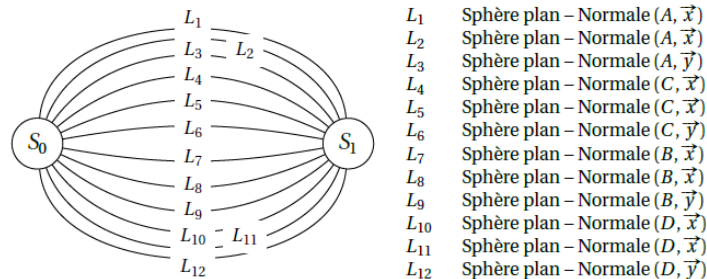 L₁
L₃ L₂
L₄
L₅
L₆
L₇
L₈
L₉
L₁₀ L₁₁
L₁₂
S₀
S₁
L₁ Sphère plan – Normale (A, x⃗)
L₂ Sphère plan – Normale (A, x⃗)
L₃ Sphère plan – Normale (A, y⃗)
L₄ Sphère plan – Normale (C, x⃗)
L₅ Sphère plan – Normale (C, x⃗)
L₆ Sphère plan – Normale (C, y⃗)
L₇ Sphère plan – Normale (B, x⃗)
L₈ Sphère plan – Normale (B, x⃗)
L₉ Sphère plan – Normale (B, y⃗)
L₁₀ Sphère plan – Normale (D, x⃗)
L₁₁ Sphère plan – Normale (D, x⃗)
L₁₂ Sphère plan – Normale (D, y⃗)